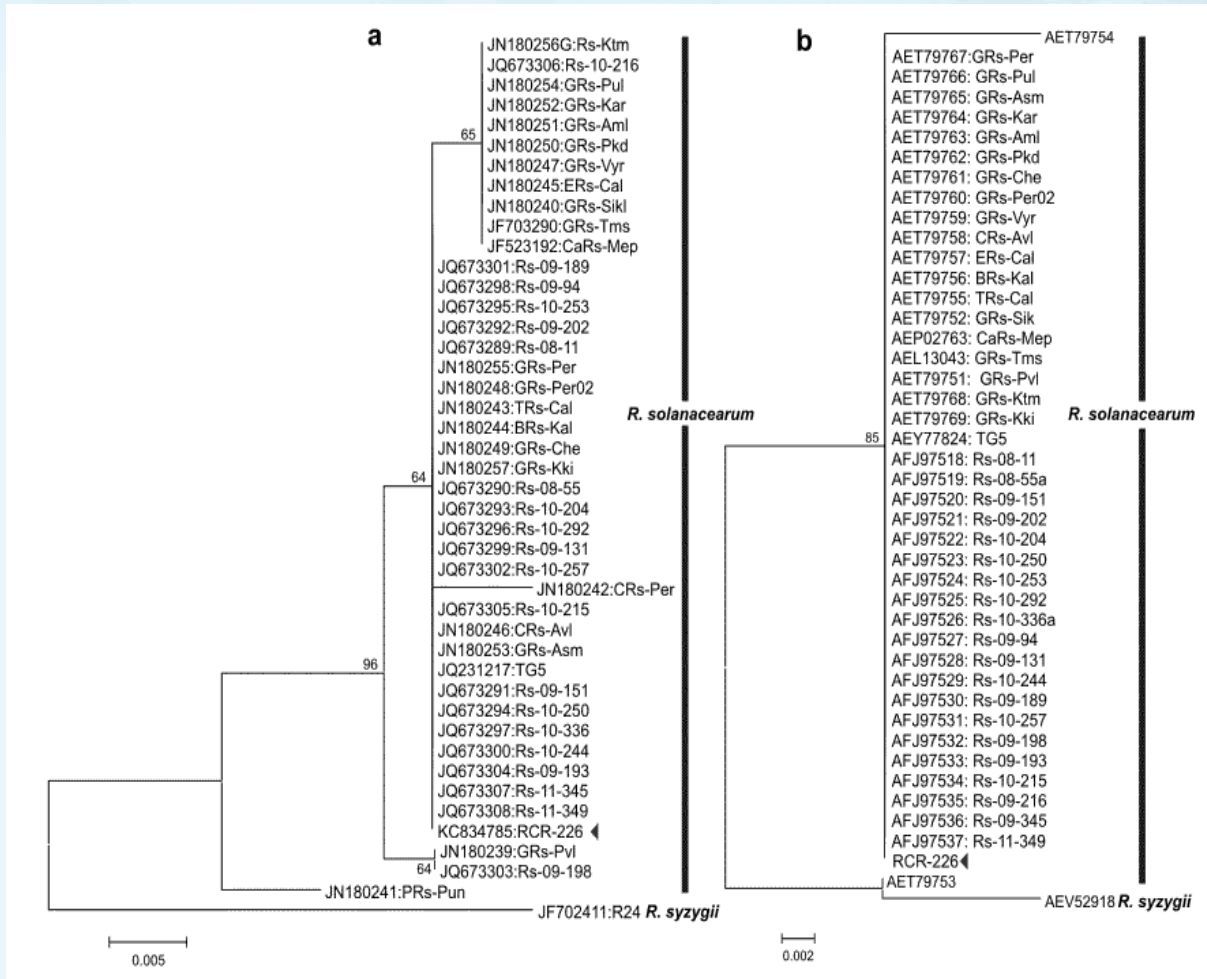 a
JN180256G:Rs-Ktm
JQ673306:Rs-10-216
JN180254:GRs-Pul
JN180252:GRs-Kar
JN180251:GRs-Aml
65
JN180250:GRs-Pkd
JN180247:GRs-Vyr
JN180245:ERs-Cal
JN180240:GRs-Sikl
JF703290:GRs-Tms
JF523192:CaRs-Mep
JQ673301:Rs-09-189
JQ673298:Rs-09-94
JQ673295:Rs-10-253
JQ673292:Rs-09-202
JQ673289:Rs-08-11
JN180255:GRs-Per
JN180248:GRs-Per02
JN180243:TRs-Cal
R. solanacearum
JN180244:BRs-Kal
JN180249:GRs-Che
JN180257:GRs-Kki
64
JQ673290:Rs-08-55
JQ673293:Rs-10-204
JQ673296:Rs-10-292
JQ673299:Rs-09-131
JQ673302:Rs-10-257
JN180242:CRs-Per
JQ673305:Rs-10-215
JN180246:CRs-Avl
JN180253:GRs-Asm
96
JQ231217:TG5
JQ673291:Rs-09-151
JQ673294:Rs-10-250
JQ673297:Rs-10-336
JQ673300:Rs-10-244
JQ673304:Rs-09-193
JQ673307:Rs-11-345
JQ673308:Rs-11-349
KC834785:RCR-226
JN180239:GRs-Pvl
64
JQ673303:Rs-09-198
JN180241:PRs-Pun
JF702411:R24 R. syzygii
0.005
b
AET79754
AET79767:GRs-Per
AET79766: GRs-Pul
AET79765: GRs-Asm
AET79764: GRs-Kar
AET79763: GRs-Aml
AET79762: GRs-Pkd
AET79761: GRs-Che
AET79760: GRs-Per02
AET79759: GRs-Vyr
AET79758: CRs-Avl
AET79757: ERs-Cal
AET79756: BRs-Kal
AET79755: TRs-Cal
AET79752: GRs-Sik
AEP02763: CaRs-Mep
AEL13043: GRs-Tms
AET79751: GRs-Pvl
AET79768: GRs-Ktm
R. solanacearum
AET79769: GRs-Kki
85
AEY77824: TG5
AFJ97518: Rs-08-11
AFJ97519: Rs-08-55a
AFJ97520: Rs-09-151
AFJ97521: Rs-09-202
AFJ97522: Rs-10-204
AFJ97523: Rs-10-250
AFJ97524: Rs-10-253
AFJ97525: Rs-10-292
AFJ97526: Rs-10-336a
AFJ97527: Rs-09-94
AFJ97528: Rs-09-131
AFJ97529: Rs-10-244
AFJ97530: Rs-09-189
AFJ97531: Rs-10-257
AFJ97532: Rs-09-198
AFJ97533: Rs-09-193
AFJ97534: Rs-10-215
AFJ97535: Rs-09-216
AFJ97536: Rs-09-345
AFJ97537: Rs-11-349
RCR-226
AET79753
AEV52918 R. syzygii
0.002